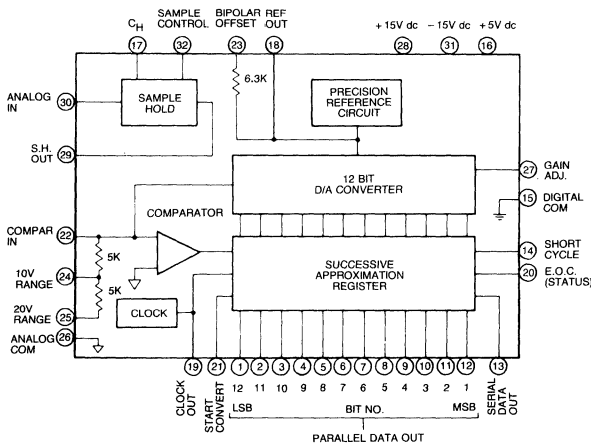 SAMPLE CONTROL
BIPOLAR OFFSET
REF OUT
+15V dc
-15V dc
+5V dc
C_H
17
32
23
18
28
31
16
6.3K
ANALOG IN
30
SAMPLE HOLD
PRECISION REFERENCE CIRCUIT
S.H. OUT
29
12 BIT D/A CONVERTER
27
GAIN ADJ.
15
DIGITAL COM
COMPARATOR
COMPAR IN
22
5K
10V RANGE
24
5K
20V RANGE
25
ANALOG COM
26
SUCCESSIVE APPROXIMATION REGISTER
14
SHORT CYCLE
20
E.O.C. (STATUS)
CLOCK
19
21
1 2 3 4 5 6 7 8 9 10 11 12
13
CLOCK OUT
START CONVERT
12 11 10 9 8 7 6 5 4 3 2 1
SERIAL DATA OUT
LSB
BIT NO.
MSB
PARALLEL DATA OUT